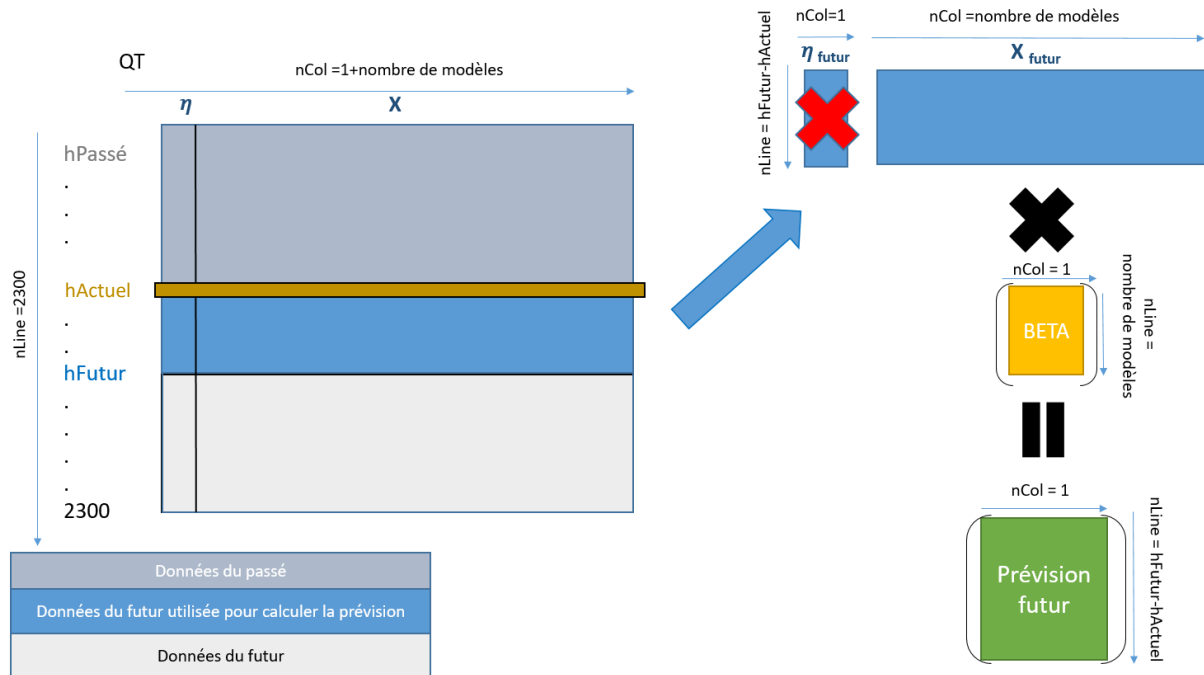 QT
nCol =1+nombre de modèles
η
X
nLine =2300
hPassé
.
.
.
hActuel
.
.
hFutur
.
.
.
.
2300
Données du passé
Données du futur utilisée pour calculer la prévision
Données du futur
nCol=1
nCol =nombre de modèles
η futur
X futur
nLine = hFutur-hActuel
nCol = 1
BETA
nLine =
nombre de modèles
nCol = 1
Prévision
futur
nLine = hFutur-hActuel